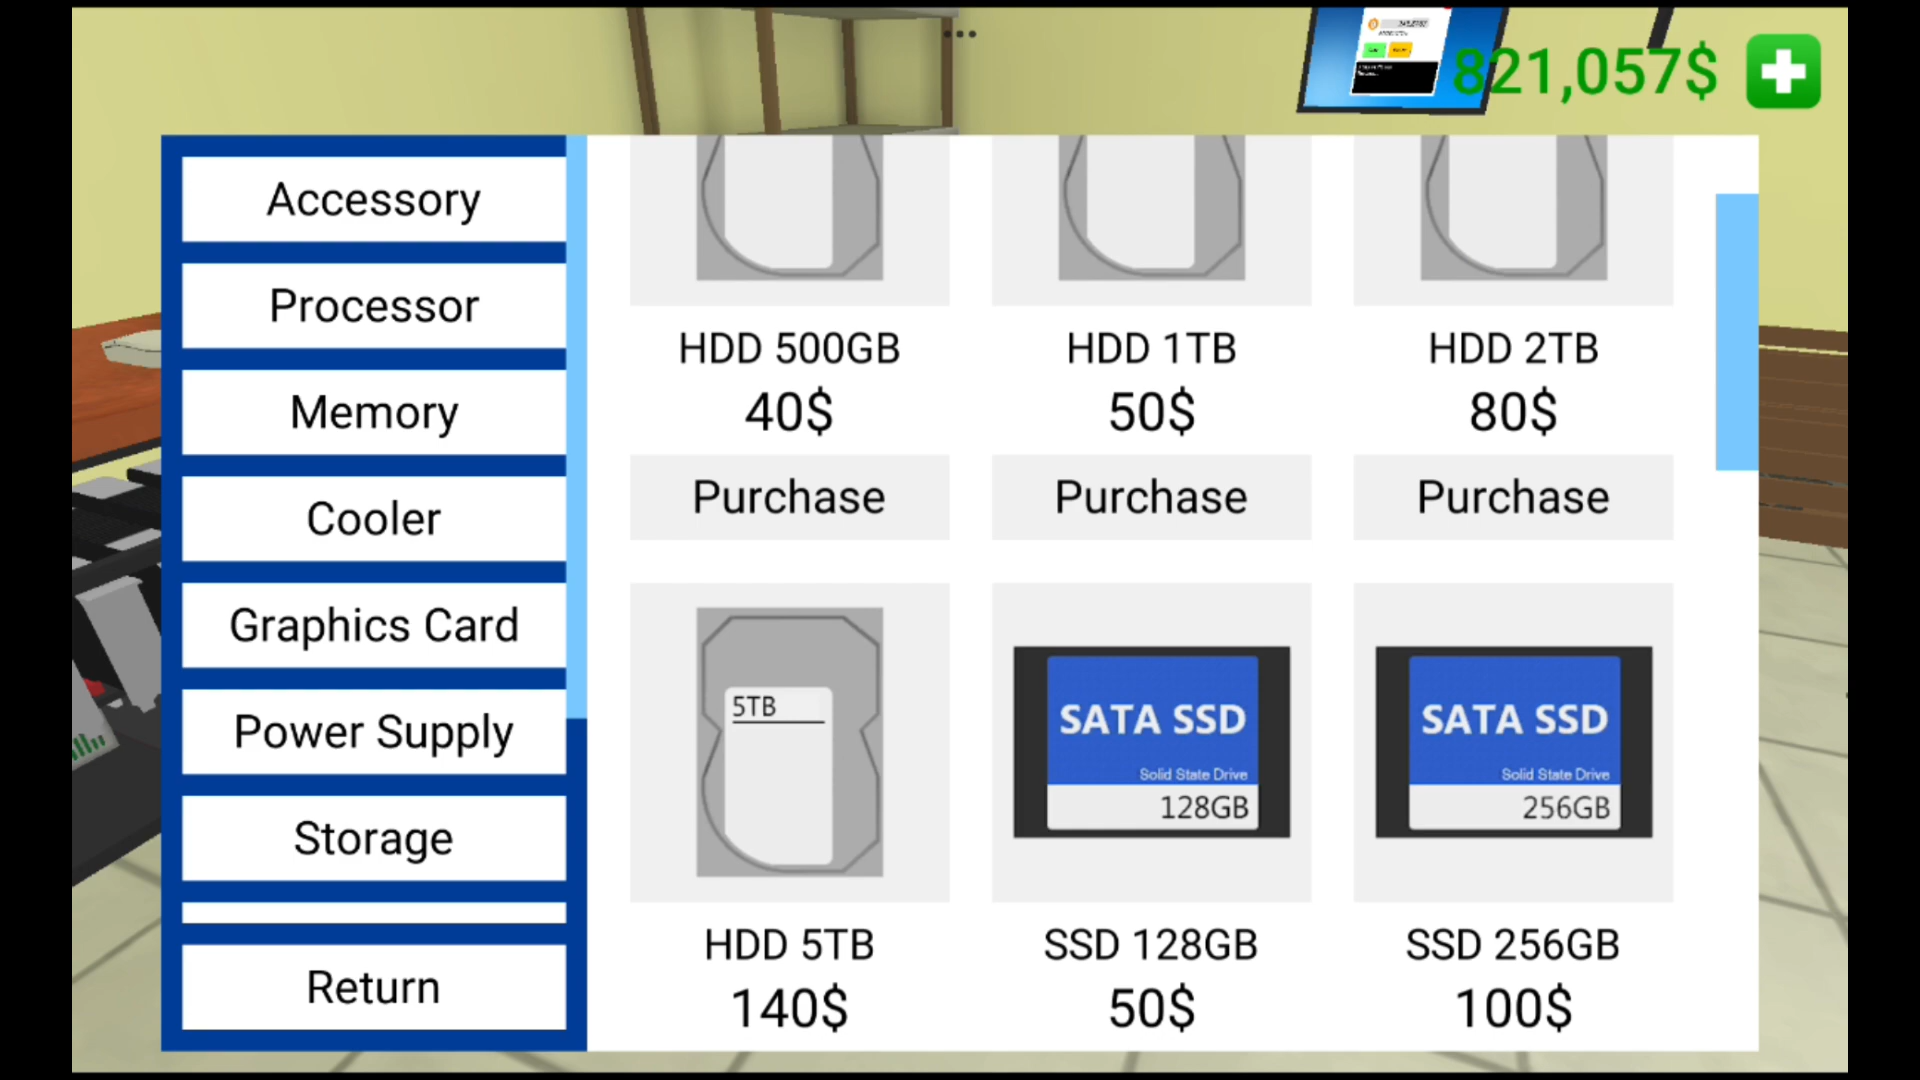 ...
821,057$
Accessory
Processor
Memory
Cooler
Graphics Card
Power Supply
Storage
Return
HDD 500GB
40$
Purchase
HDD 1TB
50$
Purchase
HDD 2TB
80$
Purchase
5TB
HDD 5TB
140$
SATA SSD
Solid State Drive
128GB
SSD 128GB
50$
SATA SSD
Solid State Drive
256GB
SSD 256GB
100$